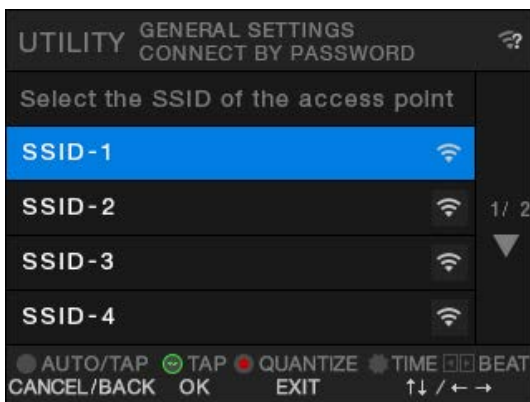 UTILITY GENERAL SETTINGS
CONNECT BY PASSWORD
?
Select the SSID of the access point
SSID-1
SSID-2
1/ 2
SSID-3
SSID-4
AUTO/TAP TAP QUANTIZE TIME BEAT
CANCEL/BACK OK EXIT ↑↓ / ← →